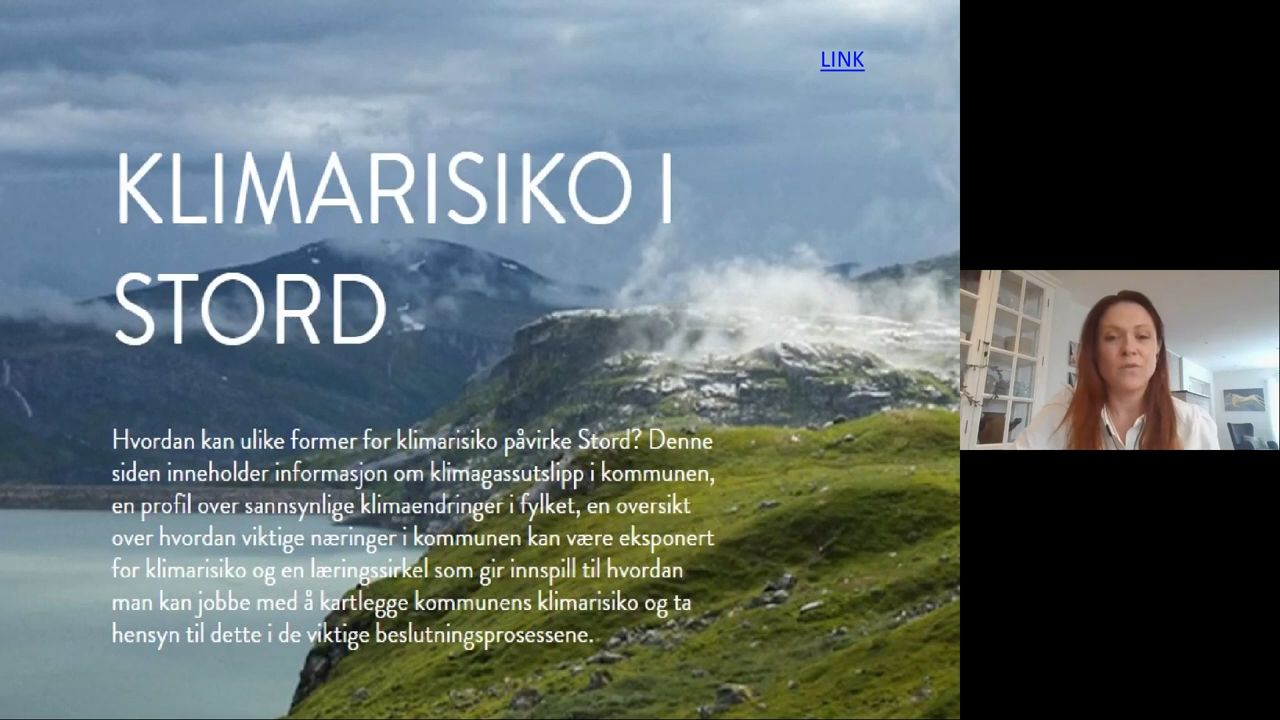 LINK
KLIMARISIKO I
STORD
Hvordan kan ulike former for klimarisiko påvirke Stord? Denne
siden inneholder informasjon om klimagassutslipp i kommunen,
en profil over sannsynlige klimaendringer i fylket, en oversikt
over hvordan viktige næringer i kommunen kan være eksponert
for klimarisiko og en læringssirkel som gir innspill til hvordan
man kan jobbe med å kartlegge kommunens klimarisiko og ta
hensyn til dette i de viktige beslutningsprosessene.